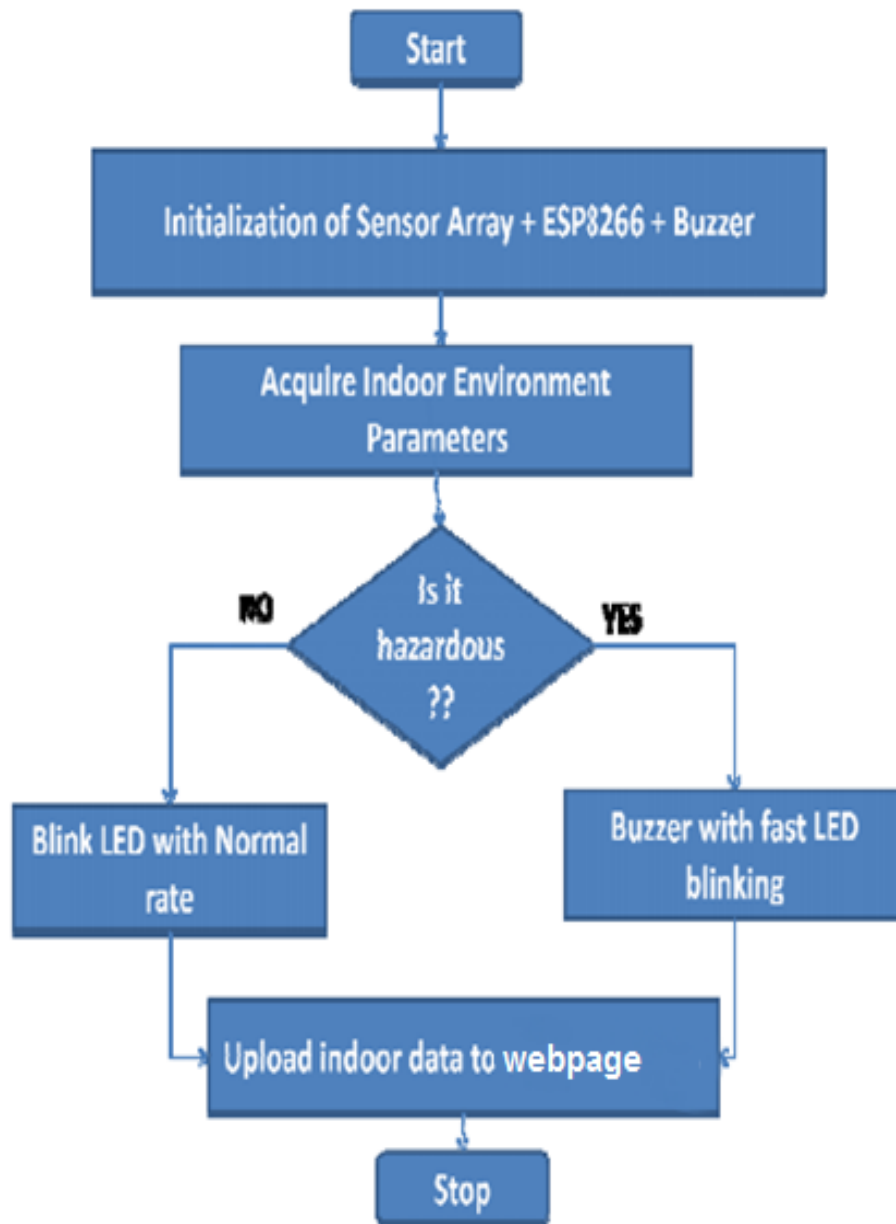 Start
Initialization of Sensor Array + ESP8266 + Buzzer
Acquire Indoor Environment
Parameters
Is it
hazardous
??
NO
YES
Blink LED with Normal
rate
Buzzer with fast LED
blinking
Upload indoor data to webpage
Stop